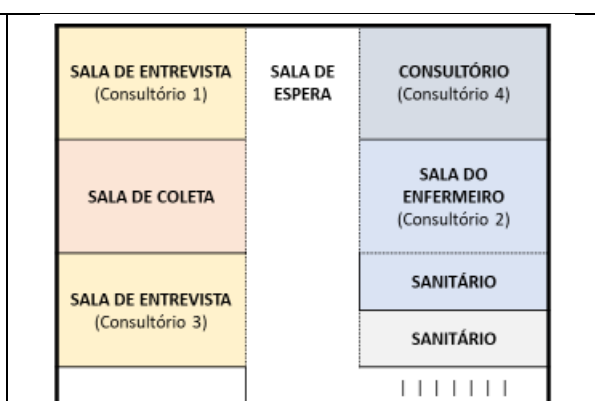 SALA DE ENTREVISTA
(Consultório 1)
SALA DE COLETA
SALA DE ENTREVISTA
(Consultório 3)
SALA DE
ESPERA
CONSULTÓRIO
(Consultório 4)
SALA DO
ENFERMEIRO
(Consultório 2)
SANITÁRIO
SANITÁRIO